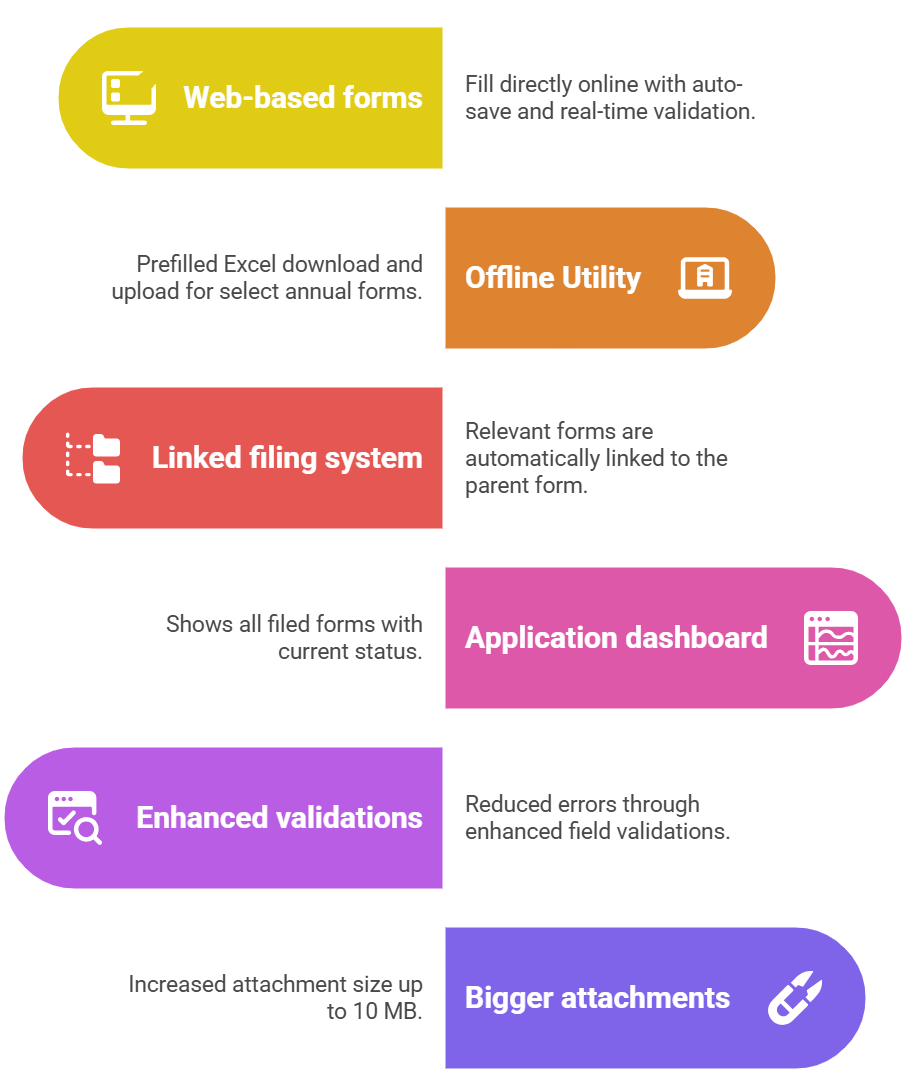 Web-based forms
Fill directly online with auto-
save and real-time validation.
Prefilled Excel download and
upload for select annual forms.
Offline Utility
Linked filing system
Relevant forms are
automatically linked to the
parent form.
Shows all filed forms with
current status.
Application dashboard
Enhanced validations
Reduced errors through
enhanced field validations.
Increased attachment size up
to 10 MB.
Bigger attachments